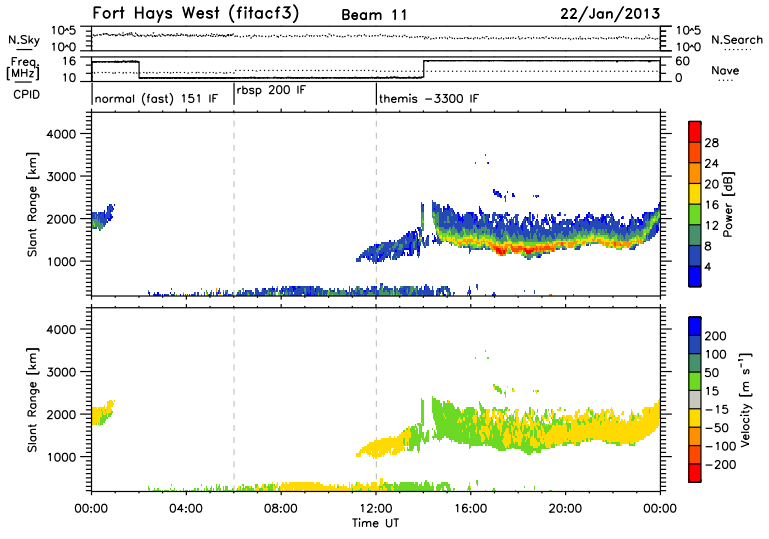 Fort Hays West (fitacf3) Beam 11 22/Jan/2013
N.Sky 10^5 10^0 10^5 10^0 N.Search
Freq. [MHz] 16 10 60 0 Nave
CPID normal (fast) 151 IF rbsp 200 IF themis -3300 IF
Slant Range [km] 4000 3000 2000 1000
28 24 20 16 12 8 4 Power [dB]
Slant Range [km] 4000 3000 2000 1000
200 100 50 15 -15 -50 -100 -200 Velocity [m s⁻¹]
00:00 04:00 08:00 12:00 16:00 20:00 00:00
Time UT